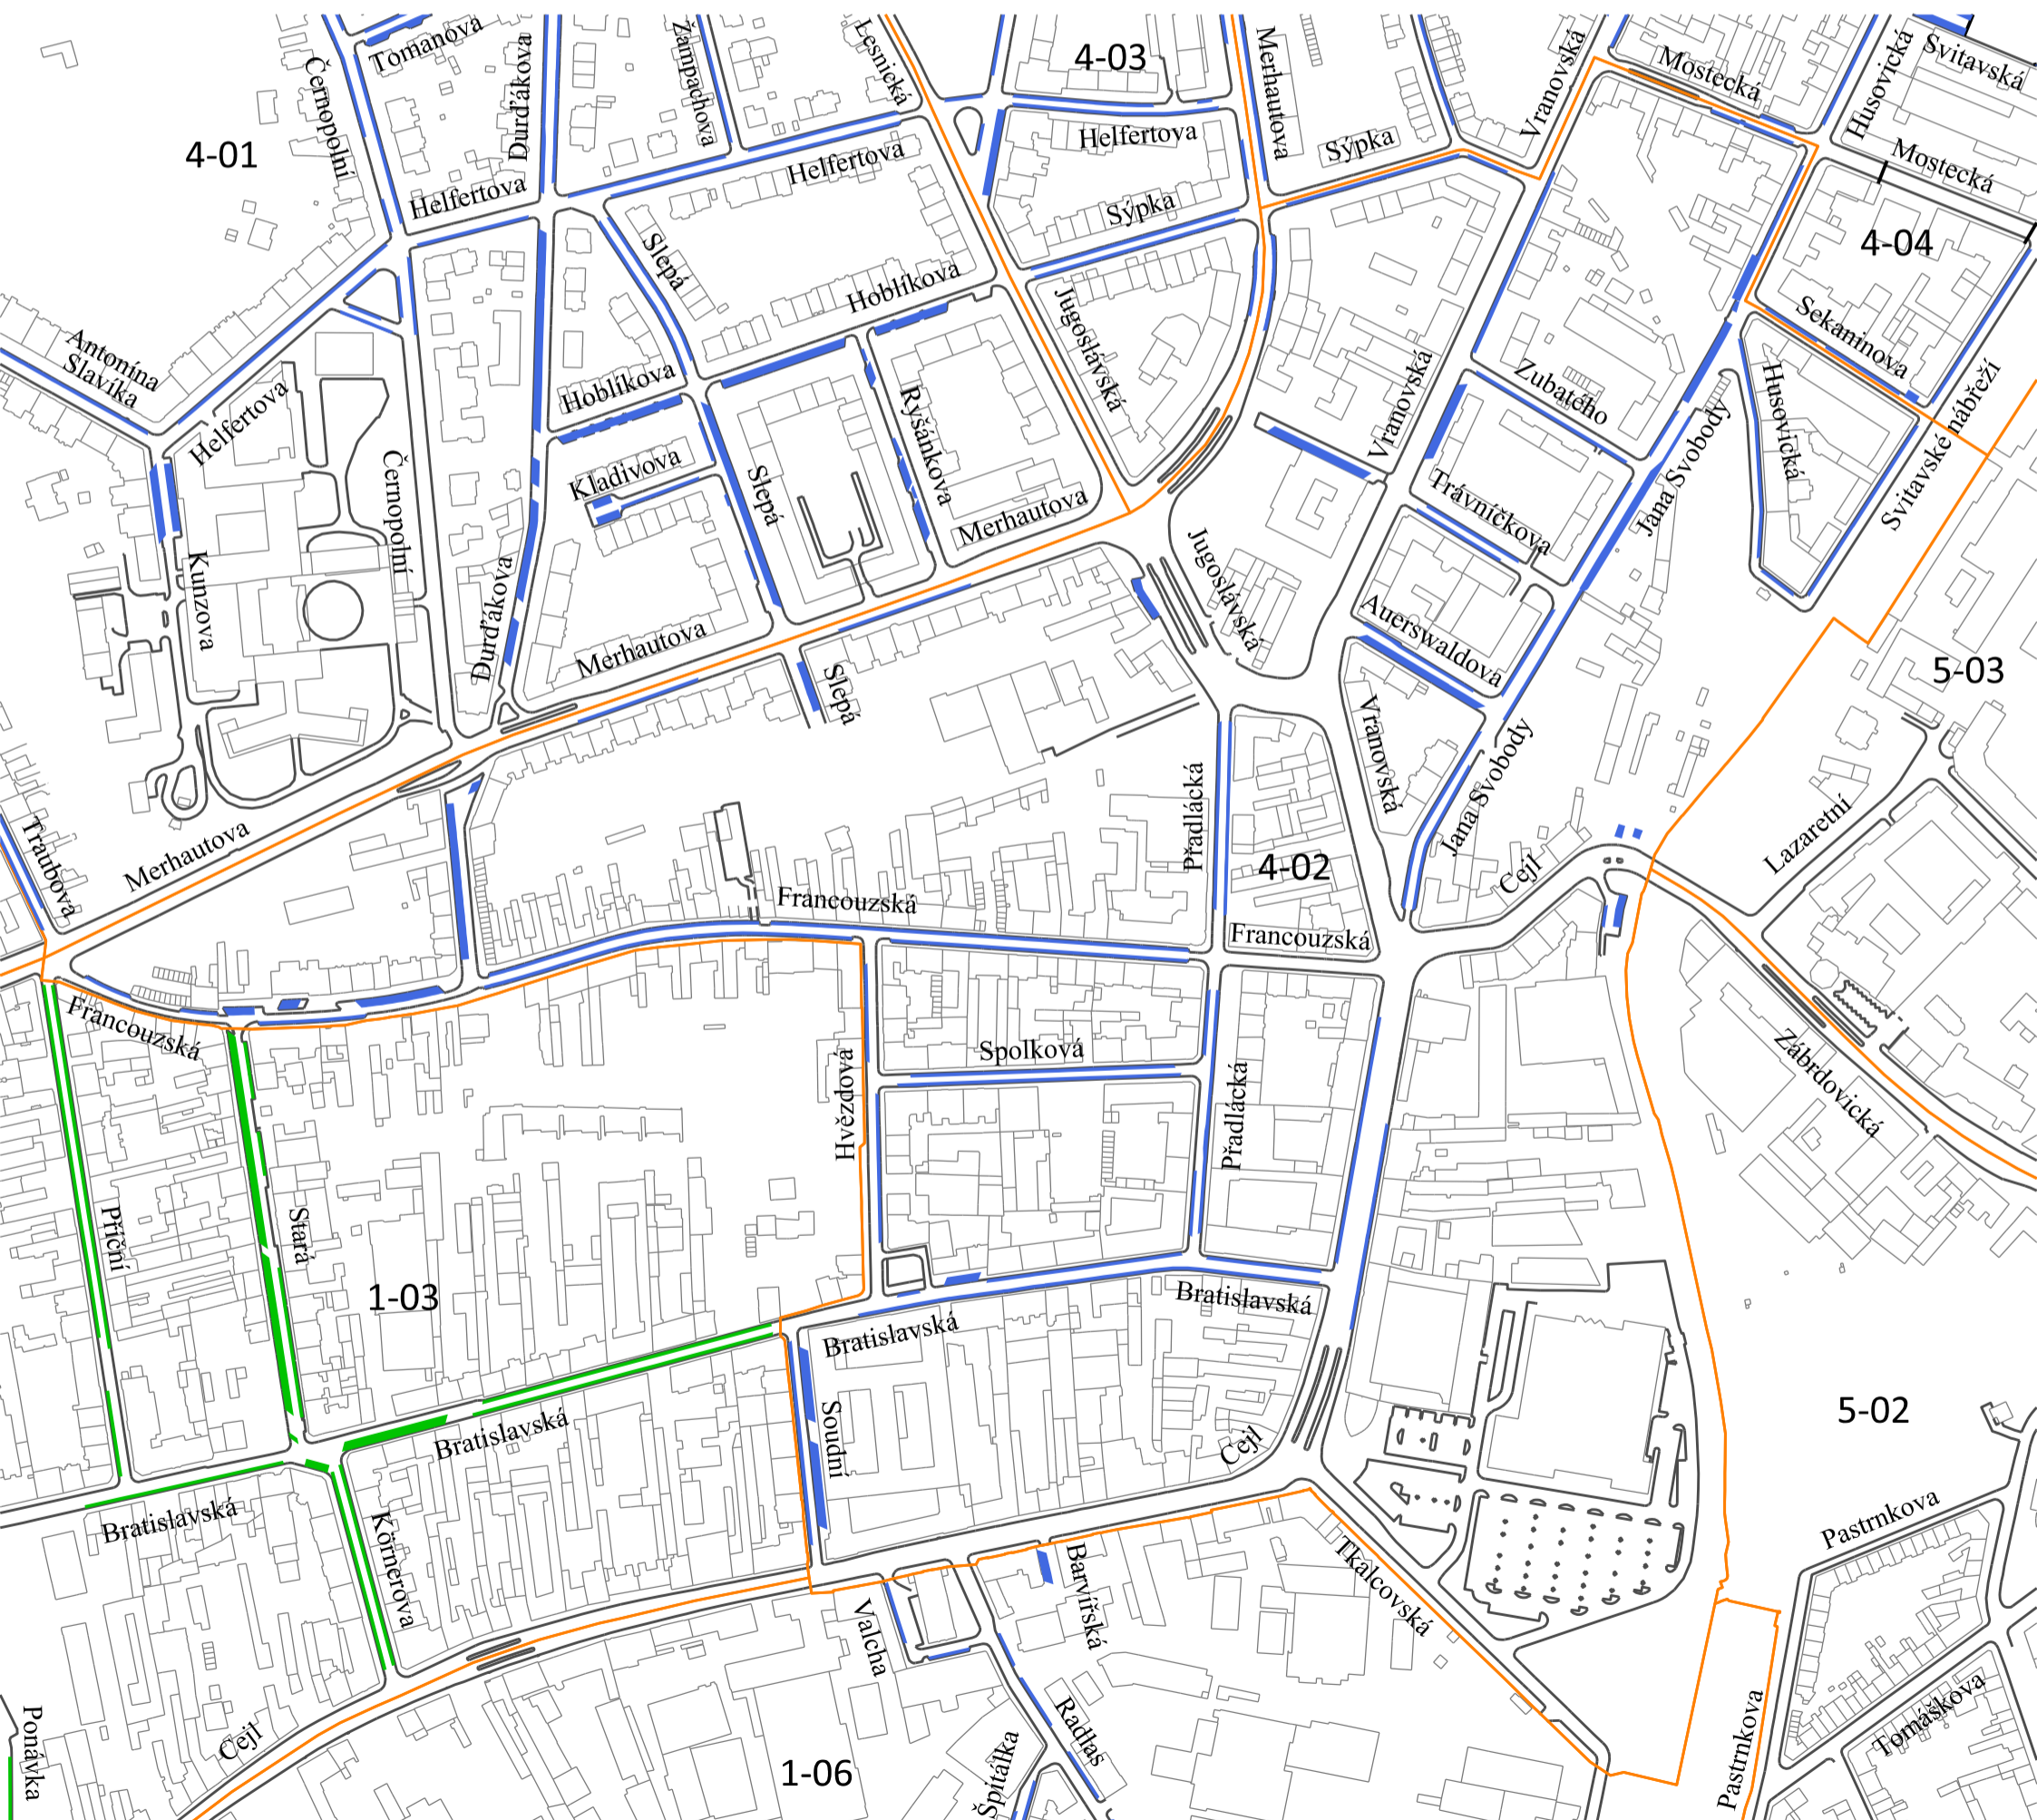 Tomanova
Černopolní
Durďákova
Zampachova
Lesnická
4-03
Merhautova
Vranovská
Mostecká
Husovická
Svitavská
4-01
Helfertova
Helfertova
Helfertova
Sýpka
Sýpka
Mostecká
4-04
Slepá
Hoblíkova
Jugoslávská
Sekaninova
Antonína
Slavíka
Helfertova
Hoblíkova
Ryšánkova
Vranovská
Zubatého
Husovická
Svitavské nábřeží
Černopolní
Kladivova
Slepá
Merhautova
Trávníčkova
Jana Svobody
Kunzova
Durďákova
Merhautova
Jugoslávská
Auerswaldova
5-03
Slepá
Vranovská
Jana Svobody
Přadlácká
Traubova
Merhautova
Francouzská
4-02
Cejl
Lazaretní
Francouzská
Francouzská
Spolková
Hvězdová
Přadlácká
Zábrdovická
Příční
Stará
1-03
Bratislavská
Bratislavská
Bratislavská
Soudní
Cejl
5-02
Bratislavská
Körnerova
Pastrnkova
Tkalcovská
Barvířská
Valcha
Radlas
Ponávka
Cejl
Špitálka
1-06
Pastrnkova
Tomáškova